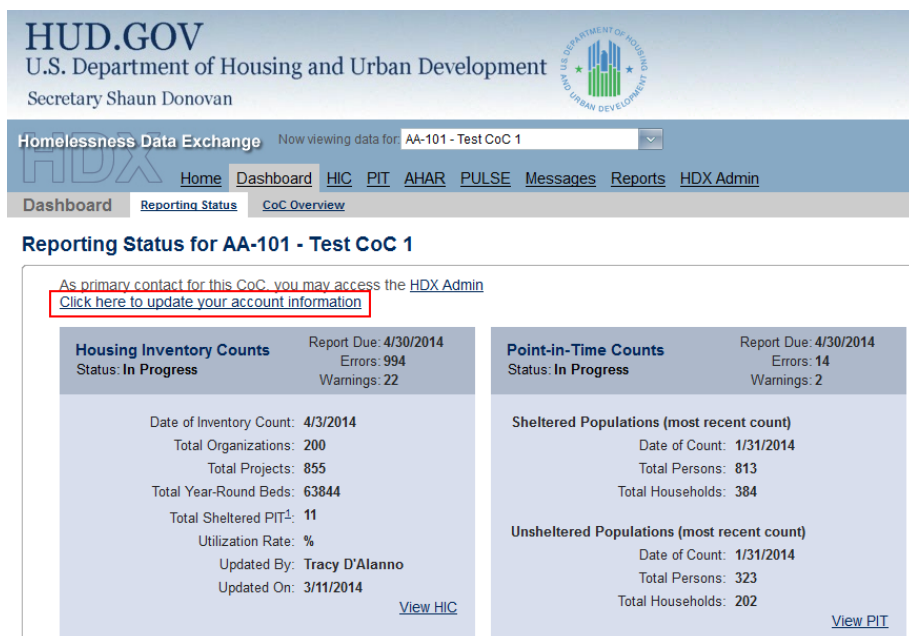 HUD.GOV
U.S. Department of Housing and Urban Development
Secretary Shaun Donovan
U.S. DEPARTMENT OF HOUSING AND URBAN DEVELOPMENT
HDX
Homelessness Data Exchange Now viewing data for: AA-101 - Test CoC 1
Home Dashboard HIC PIT AHAR PULSE Messages Reports HDX Admin
Dashboard Reporting Status CoC Overview
Reporting Status for AA-101 - Test CoC 1
As primary contact for this CoC, you may access the HDX Admin
Click here to update your account information
Housing Inventory Counts
Status: In Progress
Report Due: 4/30/2014
Errors: 994
Warnings: 22
Date of Inventory Count: 4/3/2014
Total Organizations: 200
Total Projects: 855
Total Year-Round Beds: 63844
Total Sheltered PIT1: 11
Utilization Rate: %
Updated By: Tracy D'Alanno
Updated On: 3/11/2014
View HIC
Point-in-Time Counts
Status: In Progress
Report Due: 4/30/2014
Errors: 14
Warnings: 2
Sheltered Populations (most recent count)
Date of Count: 1/31/2014
Total Persons: 813
Total Households: 384
Unsheltered Populations (most recent count)
Date of Count: 1/31/2014
Total Persons: 323
Total Households: 202
View PIT